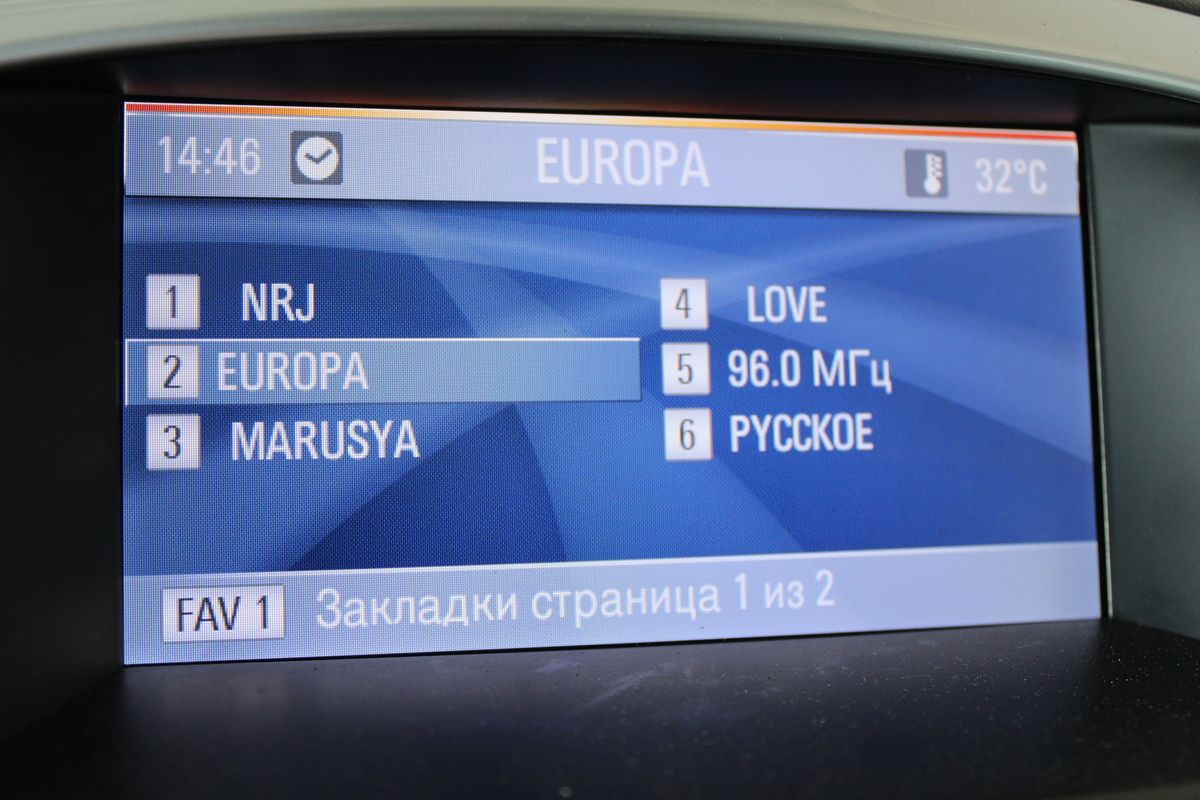 14:46 EUROPA 32°C
1 NRJ
2 EUROPA
3 MARUSYA
4 LOVE
5 96.0 МГц
6 РУССКОЕ
FAV 1 Закладки страница 1 из 2